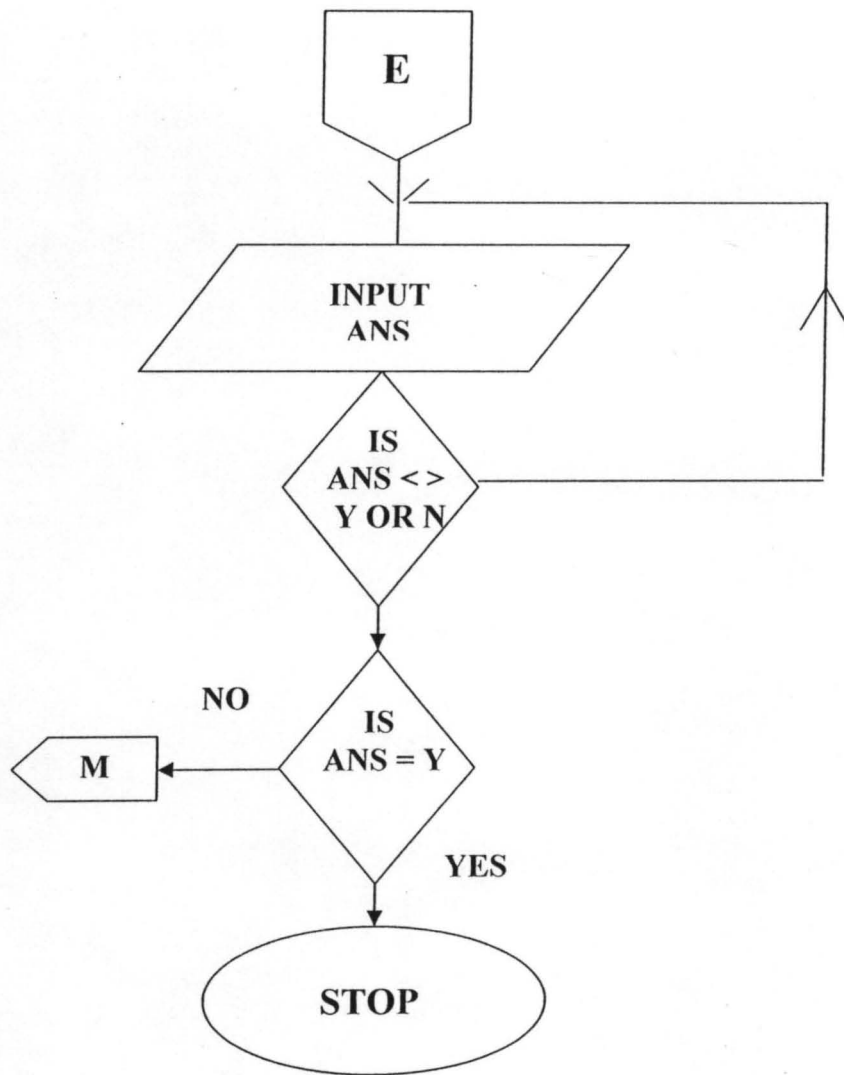 E
INPUT
ANS
IS
ANS < >
Y OR N
NO
IS
ANS = Y
M
YES
STOP